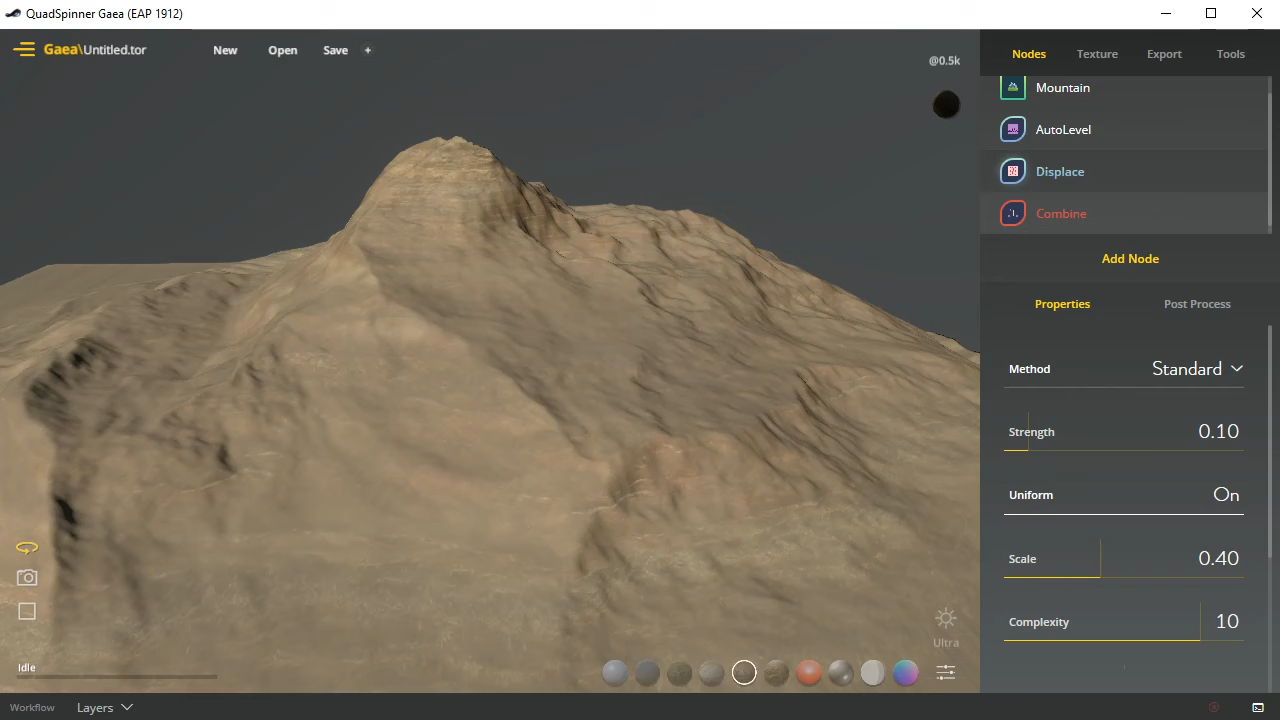 QuadSpinner Gaea (EAP 1912)
Gaea\Untitled.tor New Open Save +
@0.5k
Nodes Texture Export Tools
Mountain
AutoLevel
Displace
Combine
Add Node
Properties Post Process
Method Standard
Strength 0.10
Uniform On
Scale 0.40
Complexity 10
Ultra
Idle
Workflow Layers